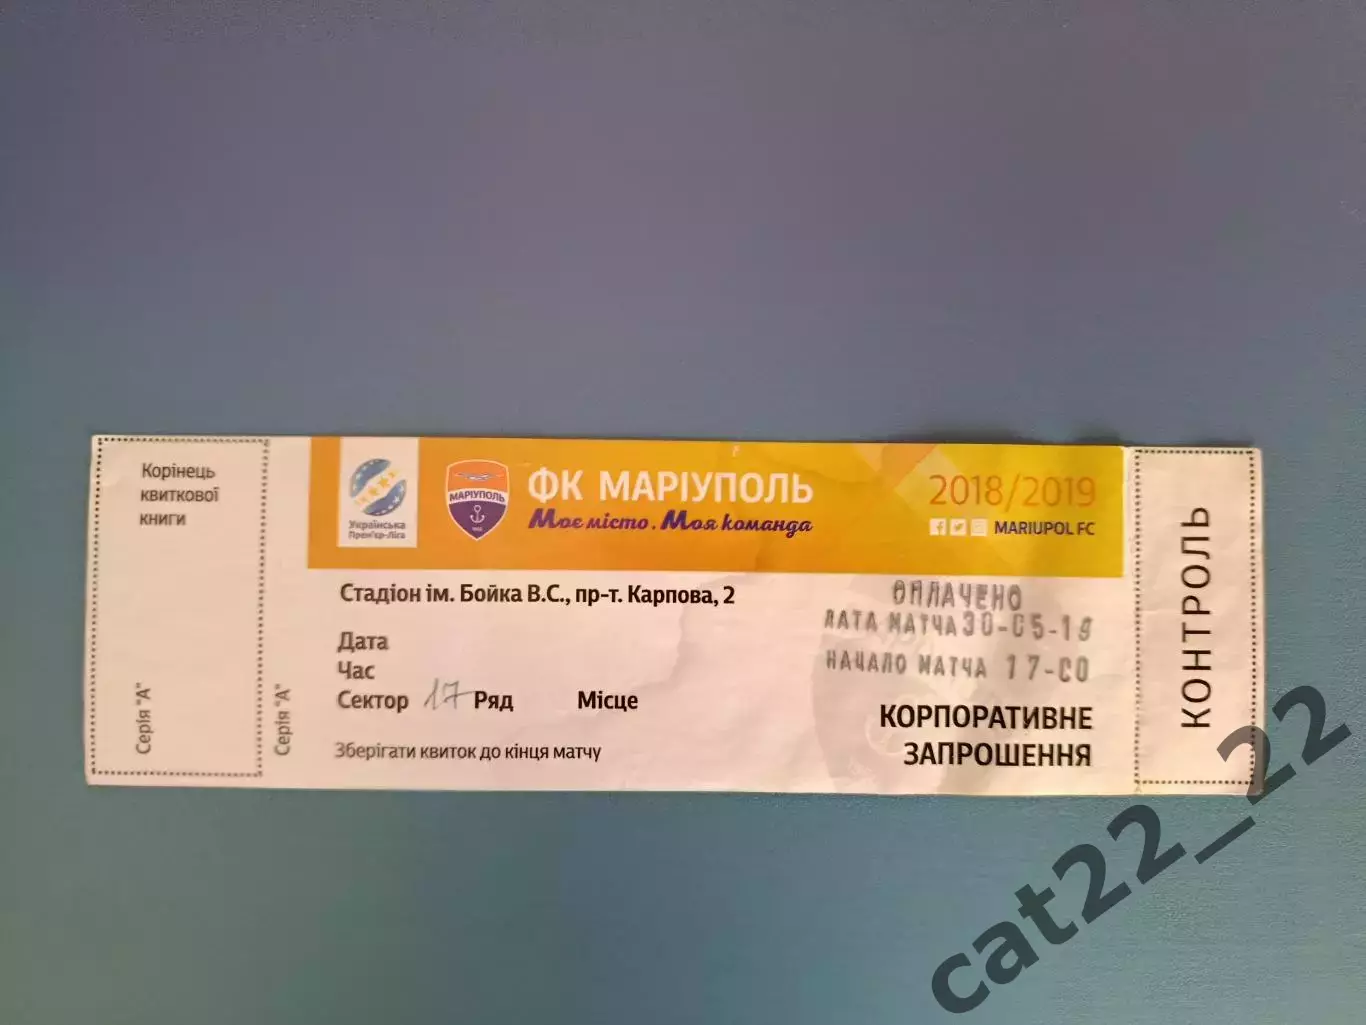 Корінець
квиткової
книги
Серія "А"
Серія "А"
Українська
Прем'єр-Ліга
МАРІУПОЛЬ
ФК МАРІУПОЛЬ
Моє місто. Моя команда
2018/2019
MARIUPOL FC
Стадіон ім. Бойка В.С., пр-т. Карпова, 2
Дата
Час
Сектор 17 Ряд Місце
Зберігати квиток до кінця матчу
ОПЛАЧЕНО
ДАТА МАТЧА 30-05-19
НАЧАЛО МАТЧА 17-00
КОРПОРАТИВНЕ
ЗАПРОШЕННЯ
КОНТРОЛЬ
cat22_22